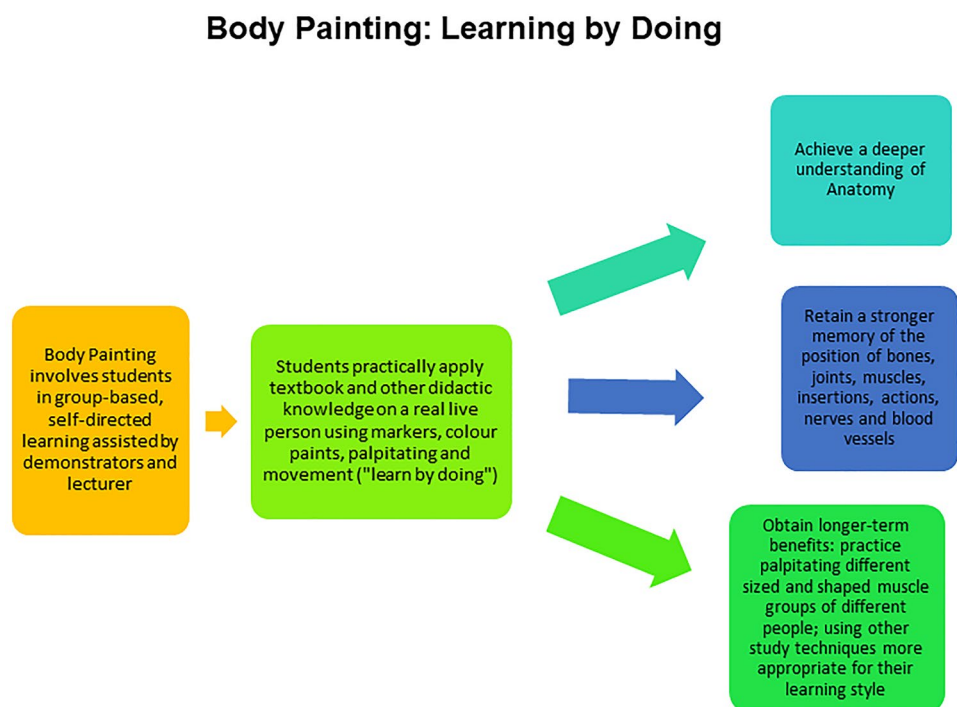 Body Painting: Learning by Doing
Body Painting
involves students
in group-based,
self-directed
learning assisted by
demonstrators and
lecturer
Students practically apply
textbook and other didactic
knowledge on a real live
person using markers, colour
paints, palpitating and
movement ("learn by doing")
Achieve a deeper
understanding of
Anatomy
Retain a stronger
memory of the
position of bones,
joints, muscles,
insertions, actions,
nerves and blood
vessels
Obtain longer-term
benefits: practice
palpitating different
sized and shaped muscle
groups of different
people; using other
study techniques more
appropriate for their
learning style